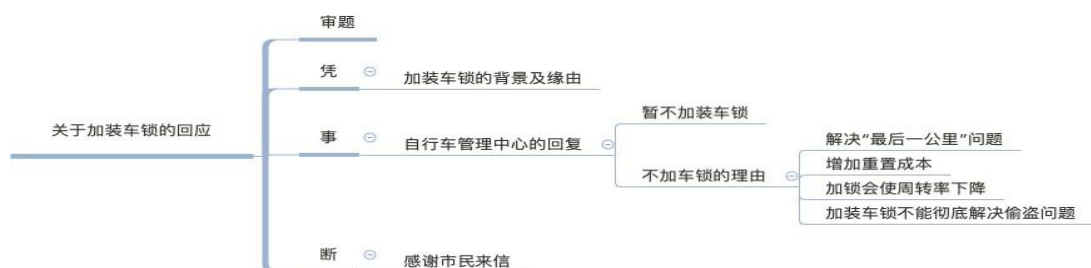 关于加装车锁的回应
审题
凭
加装车锁的背景及缘由
事
自行车管理中心的回复
暂不加装车锁
不加车锁的理由
解决“最后一公里”问题
增加重置成本
加锁会使周转率下降
加装车锁不能彻底解决偷盗问题
断
感谢市民来信